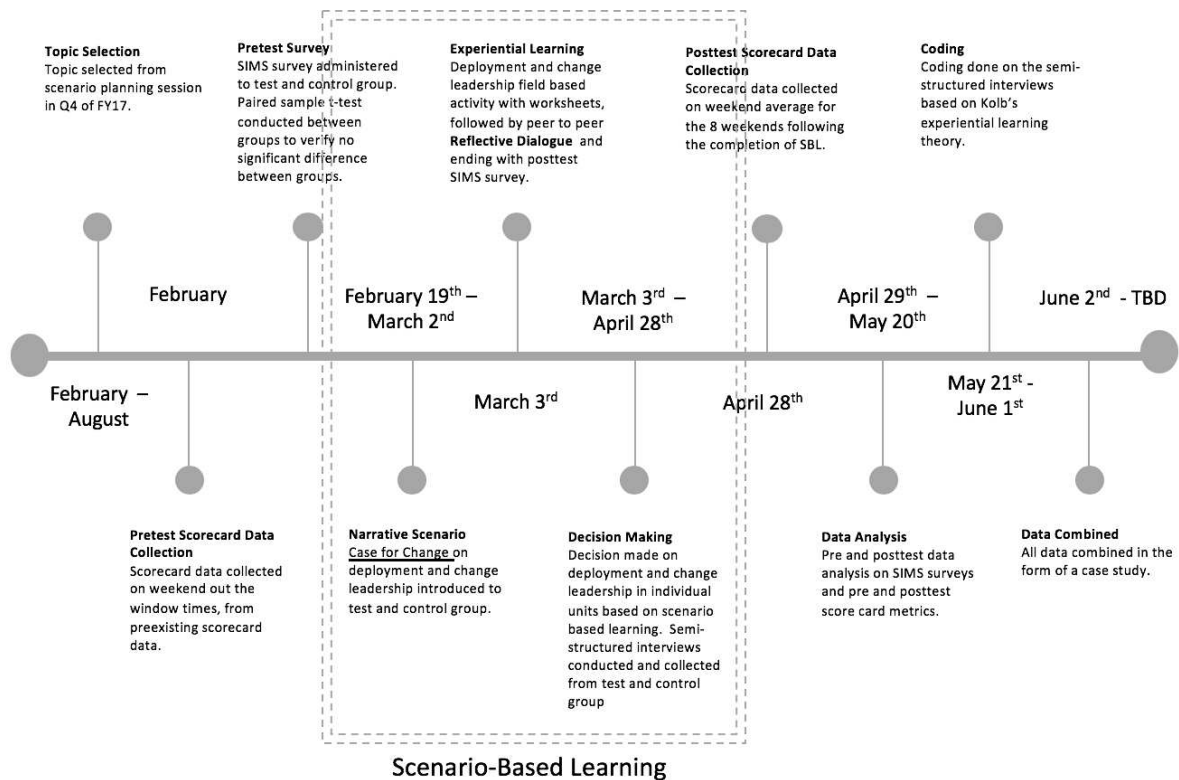 Topic Selection
Topic selected from
scenario planning session
in Q4 of FY17.
Pretest Survey
SIMS survey administered
to test and control group.
Paired sample t-test
conducted between
groups to verify no
significant difference
between groups.
Experiential Learning
Deployment and change
leadership field based
activity with worksheets,
followed by peer to peer
Reflective Dialogue and
ending with posttest
SIMS survey.
Posttest Scorecard Data
Collection
Scorecard data collected
on weekend average for
the 8 weekends following
the completion of SBL.
Coding
Coding done on the semi-
structured interviews
based on Kolb's
experiential learning
theory.
February
February 19th –
March 2nd
March 3rd –
April 28th
April 29th –
May 20th
June 2nd - TBD
February –
August
March 3rd
April 28th
May 21st -
June 1st
Pretest Scorecard Data
Collection
Scorecard data collected
on weekend out the
window times, from
preexisting scorecard
data.
Narrative Scenario
Case for Change on
deployment and change
leadership introduced to
test and control group.
Decision Making
Decision made on
deployment and change
leadership in individual
units based on scenario
based learning. Semi-
structured interviews
conducted and collected
from test and control
group
Data Analysis
Pre and posttest data
analysis on SIMS surveys
and pre and posttest
score card metrics.
Data Combined
All data combined in the
form of a case study.
Scenario-Based Learning